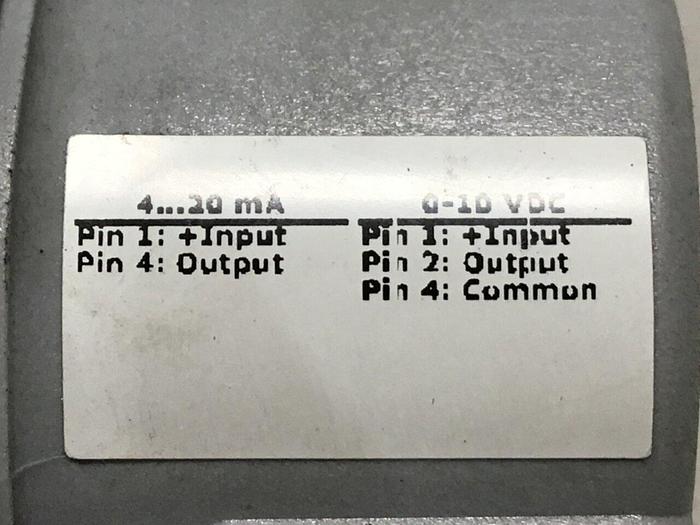 4...20 mA
Pin 1: +Input
Pin 4: Output
0-10 VDC
Pin 1: +Input
Pin 2: Output
Pin 4: Common